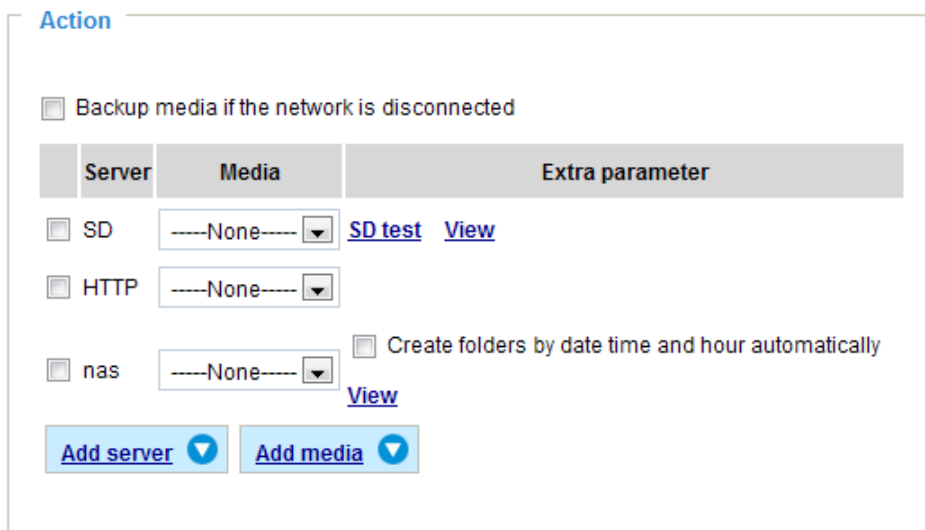 Action
Backup media if the network is disconnected
Server Media Extra parameter
SD -----None----- SD test View
HTTP -----None-----
nas -----None----- Create folders by date time and hour automatically
View
Add server Add media